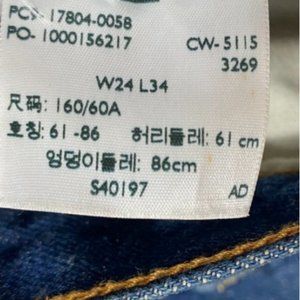 PC9- 17804-0058
PO- 1000156217
CW- 5115
3269
W24 L34
尺码: 160/60A
호칭: 61 -86 허리둘레: 61 cm
엉덩이둘레: 86cm
S40197
AD